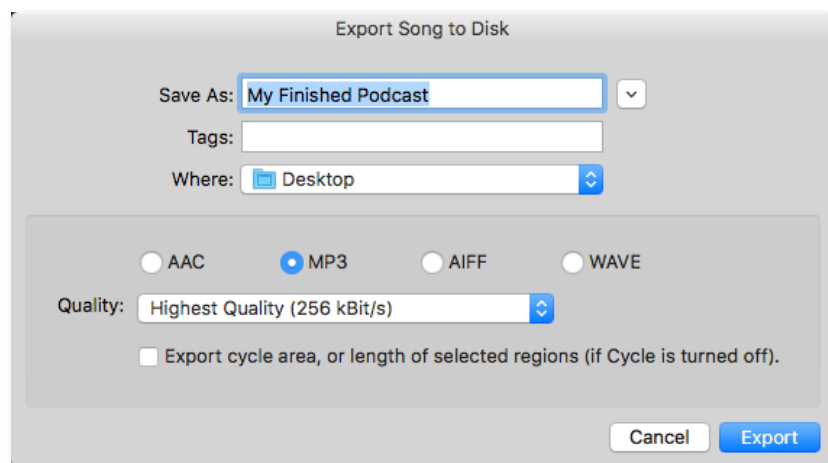 Export Song to Disk
Save As: My Finished Podcast
Tags:
Where: Desktop
AAC MP3 AIFF WAVE
Quality: Highest Quality (256 kBit/s)
Export cycle area, or length of selected regions (if Cycle is turned off).
Cancel Export